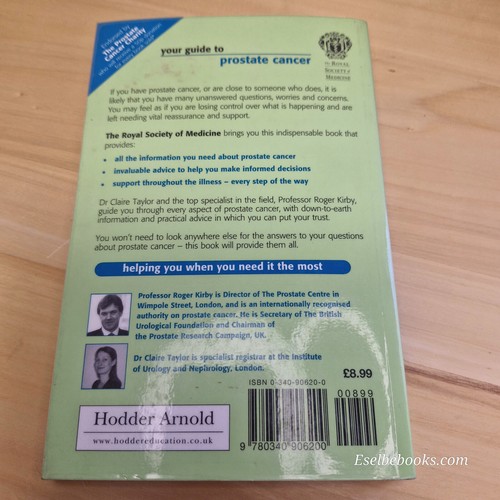 Endorsed by
The Prostate
Cancer Charity
your guide to
prostate cancer
THE ROYAL
SOCIETY of
MEDICINE
If you have prostate cancer, or are close to someone who does, it is
likely that you have many unanswered questions, worries and concerns.
You may feel as if you are losing control over what is happening and are
left needing vital reassurance and support.
The Royal Society of Medicine brings you this indispensable book that
provides:
• all the information you need about prostate cancer
• invaluable advice to help you make informed decisions
• support throughout the illness – every step of the way
Dr Claire Taylor and the top specialist in the field, Professor Roger Kirby,
guide you through every aspect of prostate cancer, with down-to-earth
information and practical advice in which you can put your trust.
You won't need to look anywhere else for the answers to your questions
about prostate cancer – this book will provide them all.
helping you when you need it the most
Professor Roger Kirby is Director of The Prostate Centre in
Wimpole Street, London, and is an internationally recognised
authority on prostate cancer. He is Secretary of The British
Urological Foundation and Chairman of
the Prostate Research Campaign, UK.
Dr Claire Taylor is specialist registrar at the Institute
of Urology and Nephrology, London.
£8.99
ISBN 0-340-90620-0
00899
9 780340 906200
Hodder Arnold
www.hoddereducation.co.uk
Eselbebooks.com